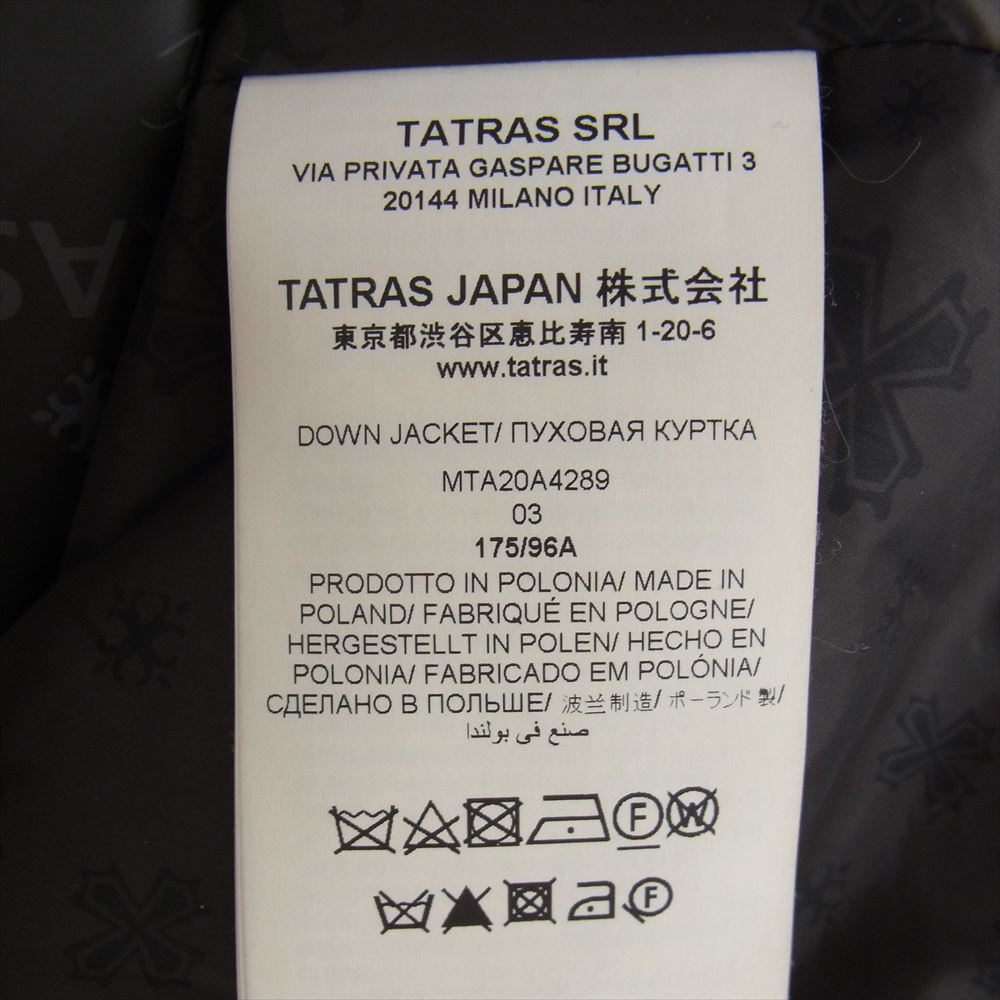 TATRAS SRL
VIA PRIVATA GASPARE BUGATTI 3
20144 MILANO ITALY
TATRAS JAPAN 株式会社
東京都渋谷区恵比寿南 1-20-6
www.tatras.it
DOWN JACKET/ ПУХОВАЯ КУРТКА
MTA20A4289
03
175/96A
PRODOTTO IN POLONIA/ MADE IN
POLAND/ FABRIQUÉ EN POLOGNE/
HERGESTELLT IN POLEN/ HECHO EN
POLONIA/ FABRICADO EM POLÓNIA/
СДЕЛАНО В ПОЛЬШЕ/ 波兰制造/ ポーランド製/
صنع في بولندا
F W
F